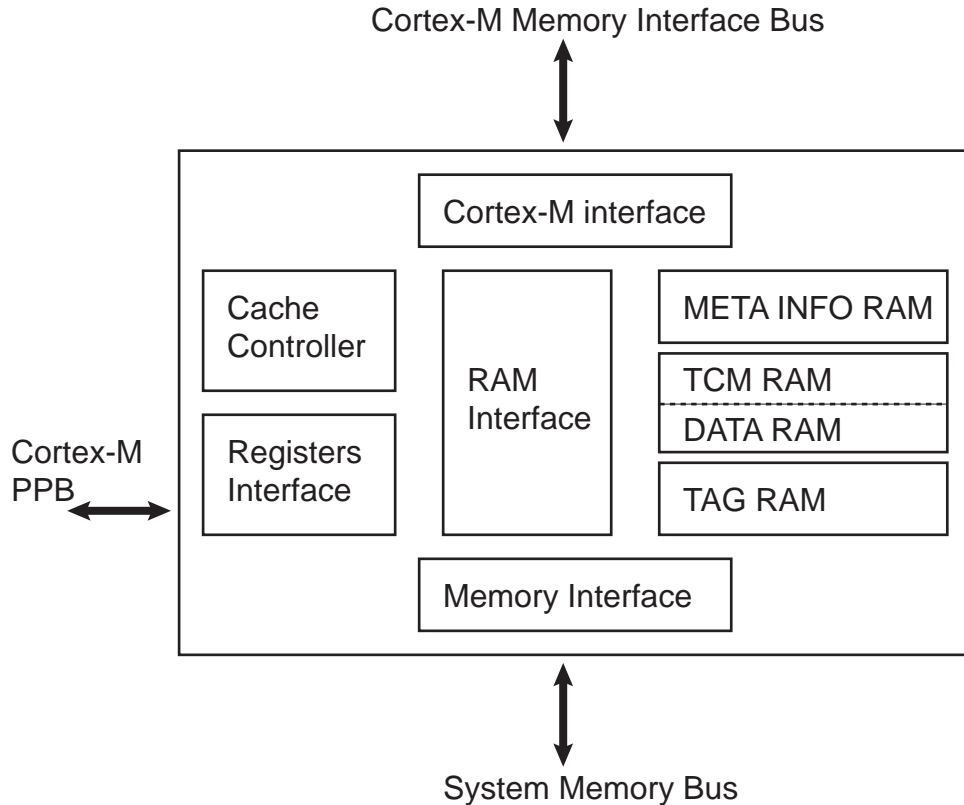 Cortex-M Memory Interface Bus
Cortex-M interface
Cache
Controller
RAM
Interface
META INFO RAM
TCM RAM
DATA RAM
TAG RAM
Registers
Interface
Cortex-M
PPB
Memory Interface
System Memory Bus